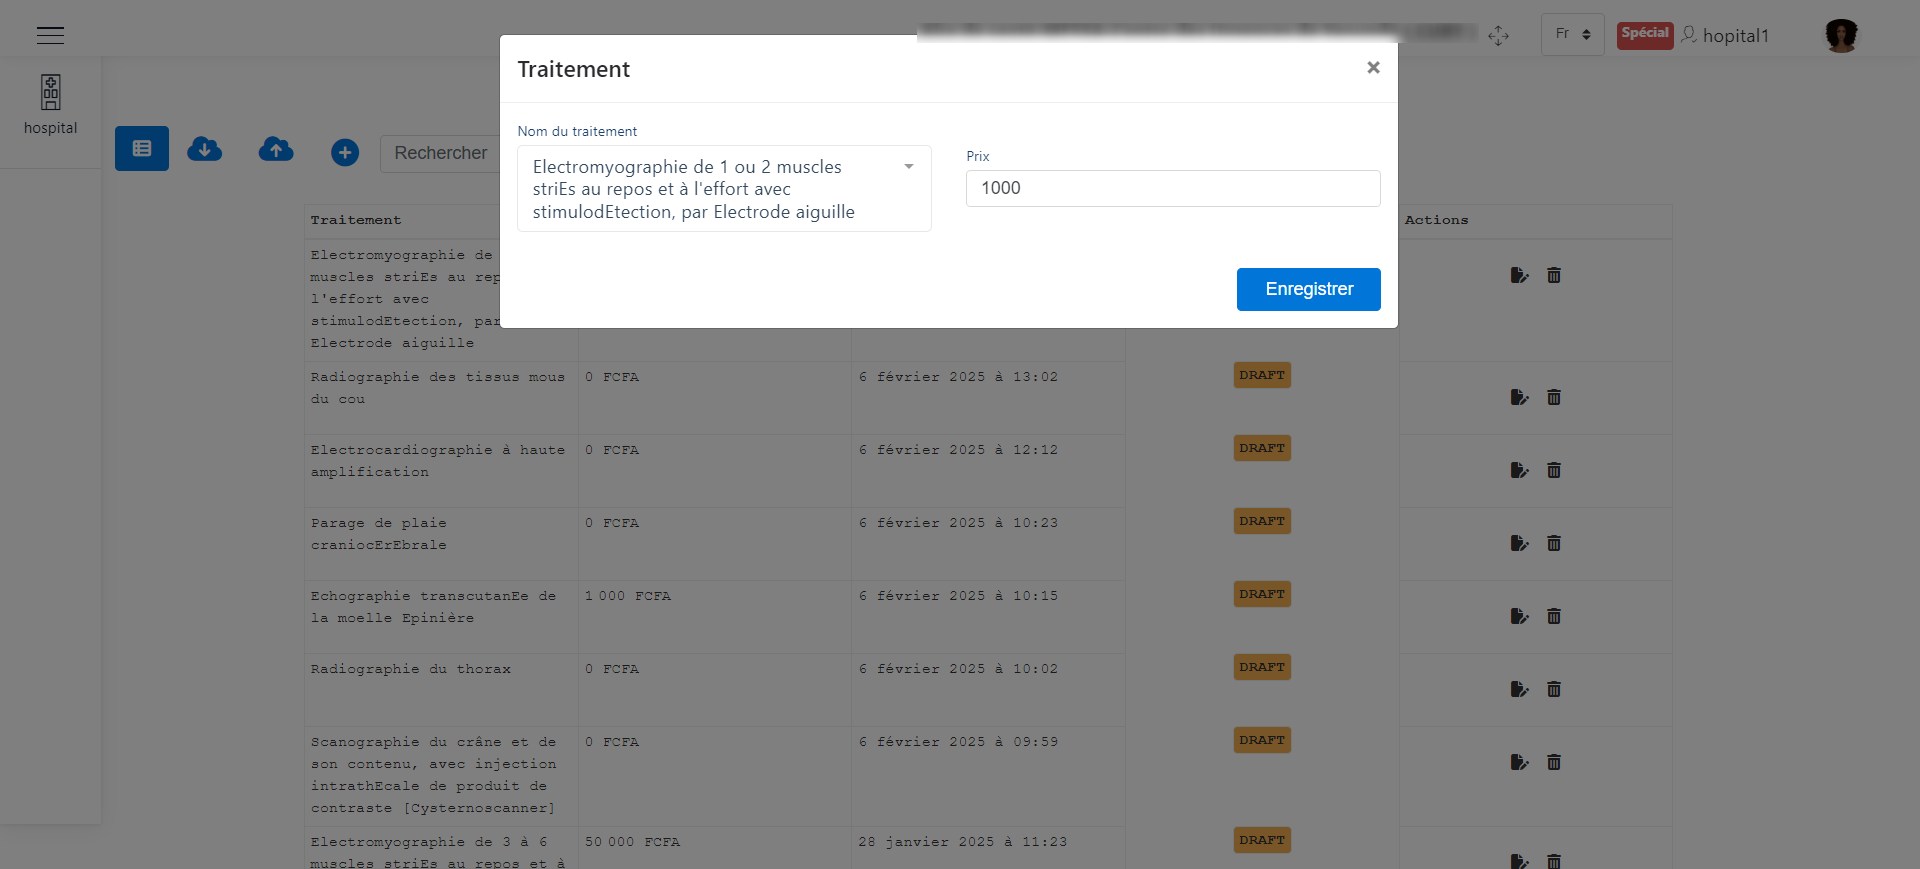 Fr
Spécial
hopital1
hospital
Traitement
×
Nom du traitement
Electromyographie de 1 ou 2 muscles
striEs au repos et à l'effort avec
stimulodEtection, par Electrode aiguille
Prix
1000
Enregistrer
Rechercher
Traitement
Actions
Electromyographie de
muscles striEs au rep
l'effort avec
stimulodEtection, par
Electrode aiguille
Radiographie des tissus mous
du cou
0 FCFA
6 février 2025 à 13:02
DRAFT
Electrocardiographie à haute
amplification
0 FCFA
6 février 2025 à 12:12
DRAFT
Parage de plaie
craniocErEbrale
0 FCFA
6 février 2025 à 10:23
DRAFT
Echographie transcutanEe de
la moelle Epinière
1 000 FCFA
6 février 2025 à 10:15
DRAFT
Radiographie du thorax
0 FCFA
6 février 2025 à 10:02
DRAFT
Scanographie du crâne et de
son contenu, avec injection
intrathEcale de produit de
contraste [Cysternoscanner]
0 FCFA
6 février 2025 à 09:59
DRAFT
Electromyographie de 3 à 6
muscles striEs au repos et à
50 000 FCFA
28 janvier 2025 à 11:23
DRAFT